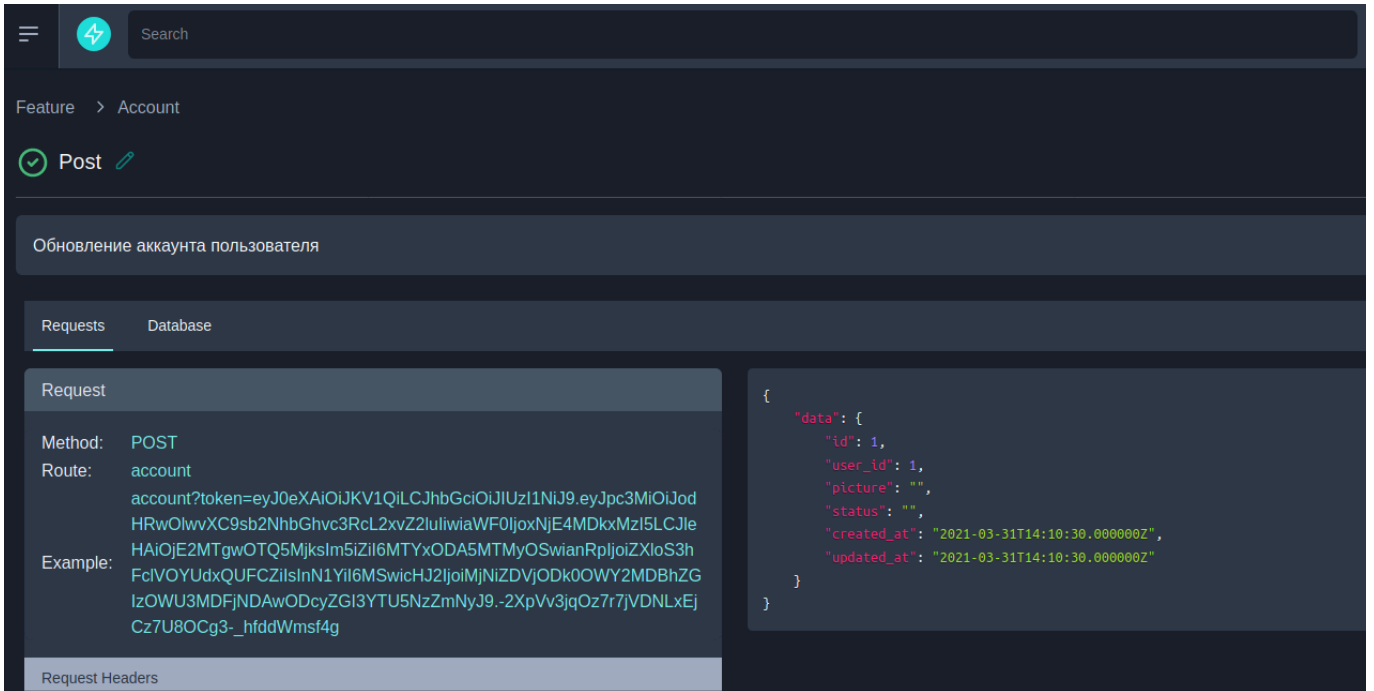 Search
Feature > Account
Post
Обновление аккаунта пользователя
Requests Database
Request
Method: POST
Route: account
Example: account?token=eyJ0eXAiOiJKV1QiLCJhbGciOiJIUzI1NiJ9.eyJpc3MiOiJod
HRwOlwvXC9sb2NhbGhvc3RcL2xvZ2luIiwiaWF0IjoxNjE4MDkxMzI5LCJle
HAiOjE2MTgwOTQ5MjksIm5iZiI6MTYxODA5MTMyOSwianRpIjoiZXloS3h
FclVOYUdxQUFCZiIsInN1YiI6MSwicHJ2IjoiMjNiZDVjODk0OWY2MDBhZG
IzOWU3MDFjNDAwODcyZGI3YTU5NzZmNyJ9.-2XpVv3jqOz7r7jVDNLxEj
Cz7U8OCg3-_hfddWmsf4g
Request Headers
{
"data": {
"id": 1,
"user_id": 1,
"picture": "",
"status": "",
"created_at": "2021-03-31T14:10:30.000000Z",
"updated_at": "2021-03-31T14:10:30.000000Z"
}
}